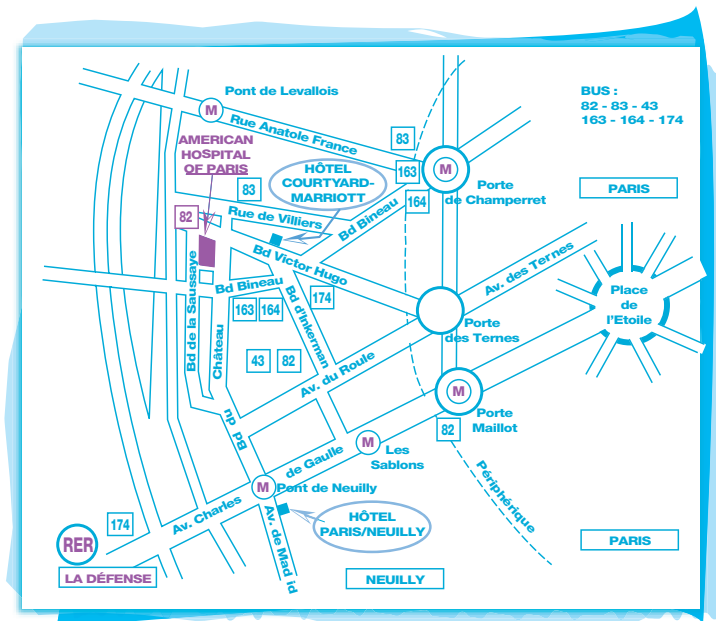 Pont de Levallois
M
Rue Anatole France
BUS :
82 - 83 - 43
163 - 164 - 174
AMERICAN
HOSPITAL
OF PARIS
83
163
M
HÔTEL
COURTYARD-
MARRIOTT
83
164
Porte
de Champerret
PARIS
82
Rue de Villiers
Bd Bineau
Bd Victor Hugo
Av. des Ternes
Bd de la Saussaye
Bd Bineau
Bd d'Inkerman
174
163
164
Place
de
l'Etoile
Château
Porte
des Ternes
43
82
Av. du Roule
M
Porte
Maillot
Bd du
82
M
Les
Sablons
de Gaulle
M
Pont de Neuilly
Périphérique
Av. Charles
HÔTEL
PARIS/NEUILLY
174
RER
Av. de Mad id
PARIS
LA DÉFENSE
NEUILLY